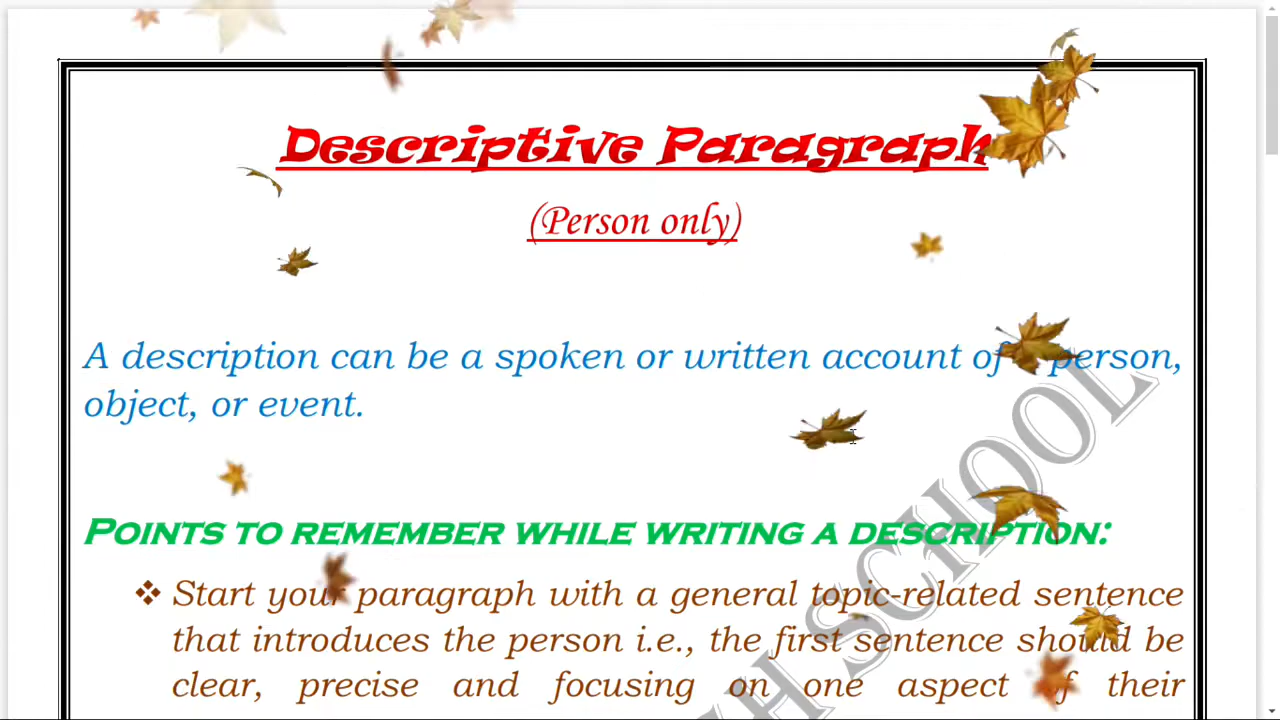 Descriptive Paragraph
(Person only)
A description can be a spoken or written account of person,
object, or event.
POINTS TO REMEMBER WHILE WRITING A DESCRIPTION:
❖ Start your paragraph with a general topic-related sentence
that introduces the person i.e., the first sentence should be
clear, precise and focusing on one aspect of their
SCHOOL